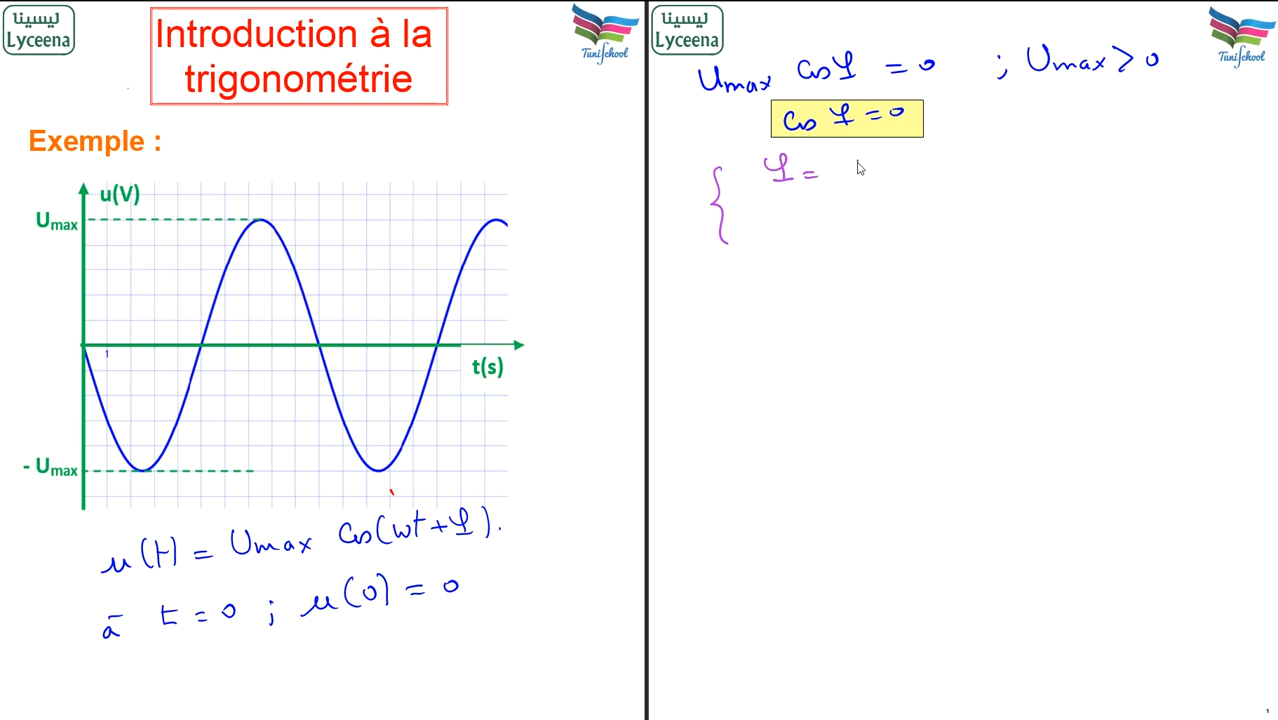 ليسينا
Lyceena
Introduction à la
trigonométrie
TuniSchool
Exemple :
u(V)
Umax
1
t(s)
- Umax
u(t) = Umax cos(ωt + φ).
à t = 0 ; u(0) = 0
ليسينا
Lyceena
TuniSchool
Umax cos φ = 0 ; Umax > 0
cos φ = 0
{ φ =
1